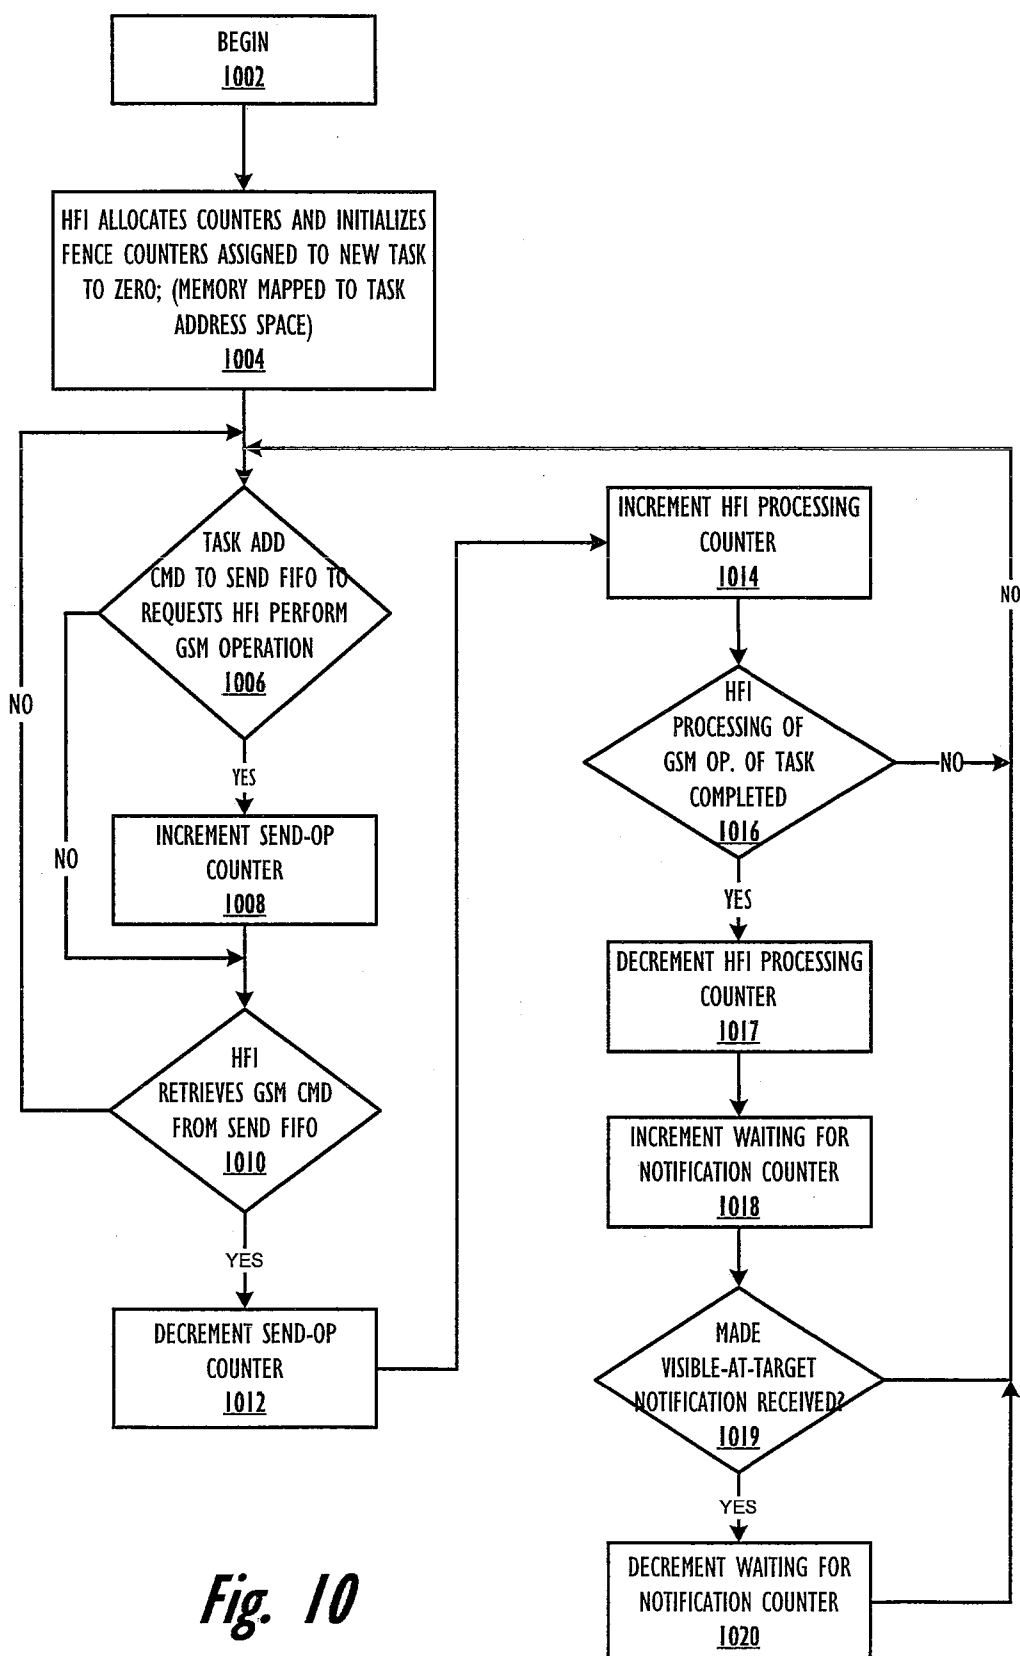 BEGIN
1002
HFI ALLOCATES COUNTERS AND INITIALIZES
FENCE COUNTERS ASSIGNED TO NEW TASK
TO ZERO; (MEMORY MAPPED TO TASK
ADDRESS SPACE)
1004
TASK ADD
CMD TO SEND FIFO TO
REQUESTS HFI PERFORM
GSM OPERATION
1006
NO
YES
INCREMENT SEND-OP
COUNTER
1008
NO
HFI
RETRIEVES GSM CMD
FROM SEND FIFO
1010
YES
DECREMENT SEND-OP
COUNTER
1012
INCREMENT HFI PROCESSING
COUNTER
1014
NO
HFI
PROCESSING OF
GSM OP. OF TASK
COMPLETED
1016
NO
YES
DECREMENT HFI PROCESSING
COUNTER
1017
INCREMENT WAITING FOR
NOTIFICATION COUNTER
1018
MADE
VISIBLE-AT-TARGET
NOTIFICATION RECEIVED?
1019
YES
DECREMENT WAITING FOR
NOTIFICATION COUNTER
1020
Fig. 10